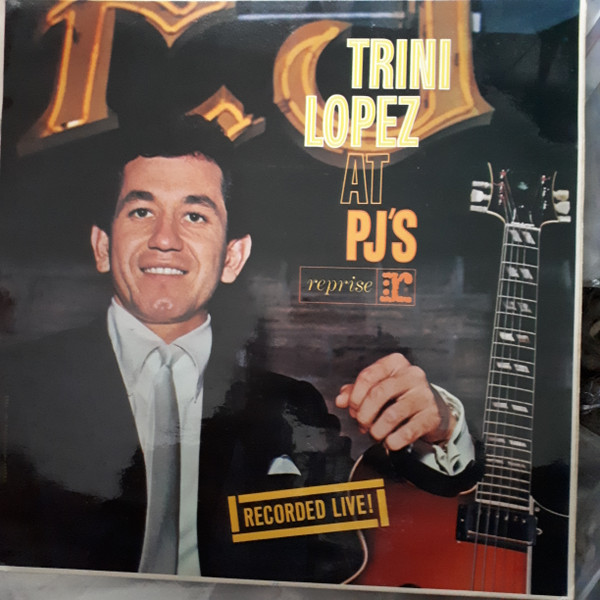 P.J
TRINI
LOPEZ
AT
PJ'S
reprise r
RECORDED LIVE!